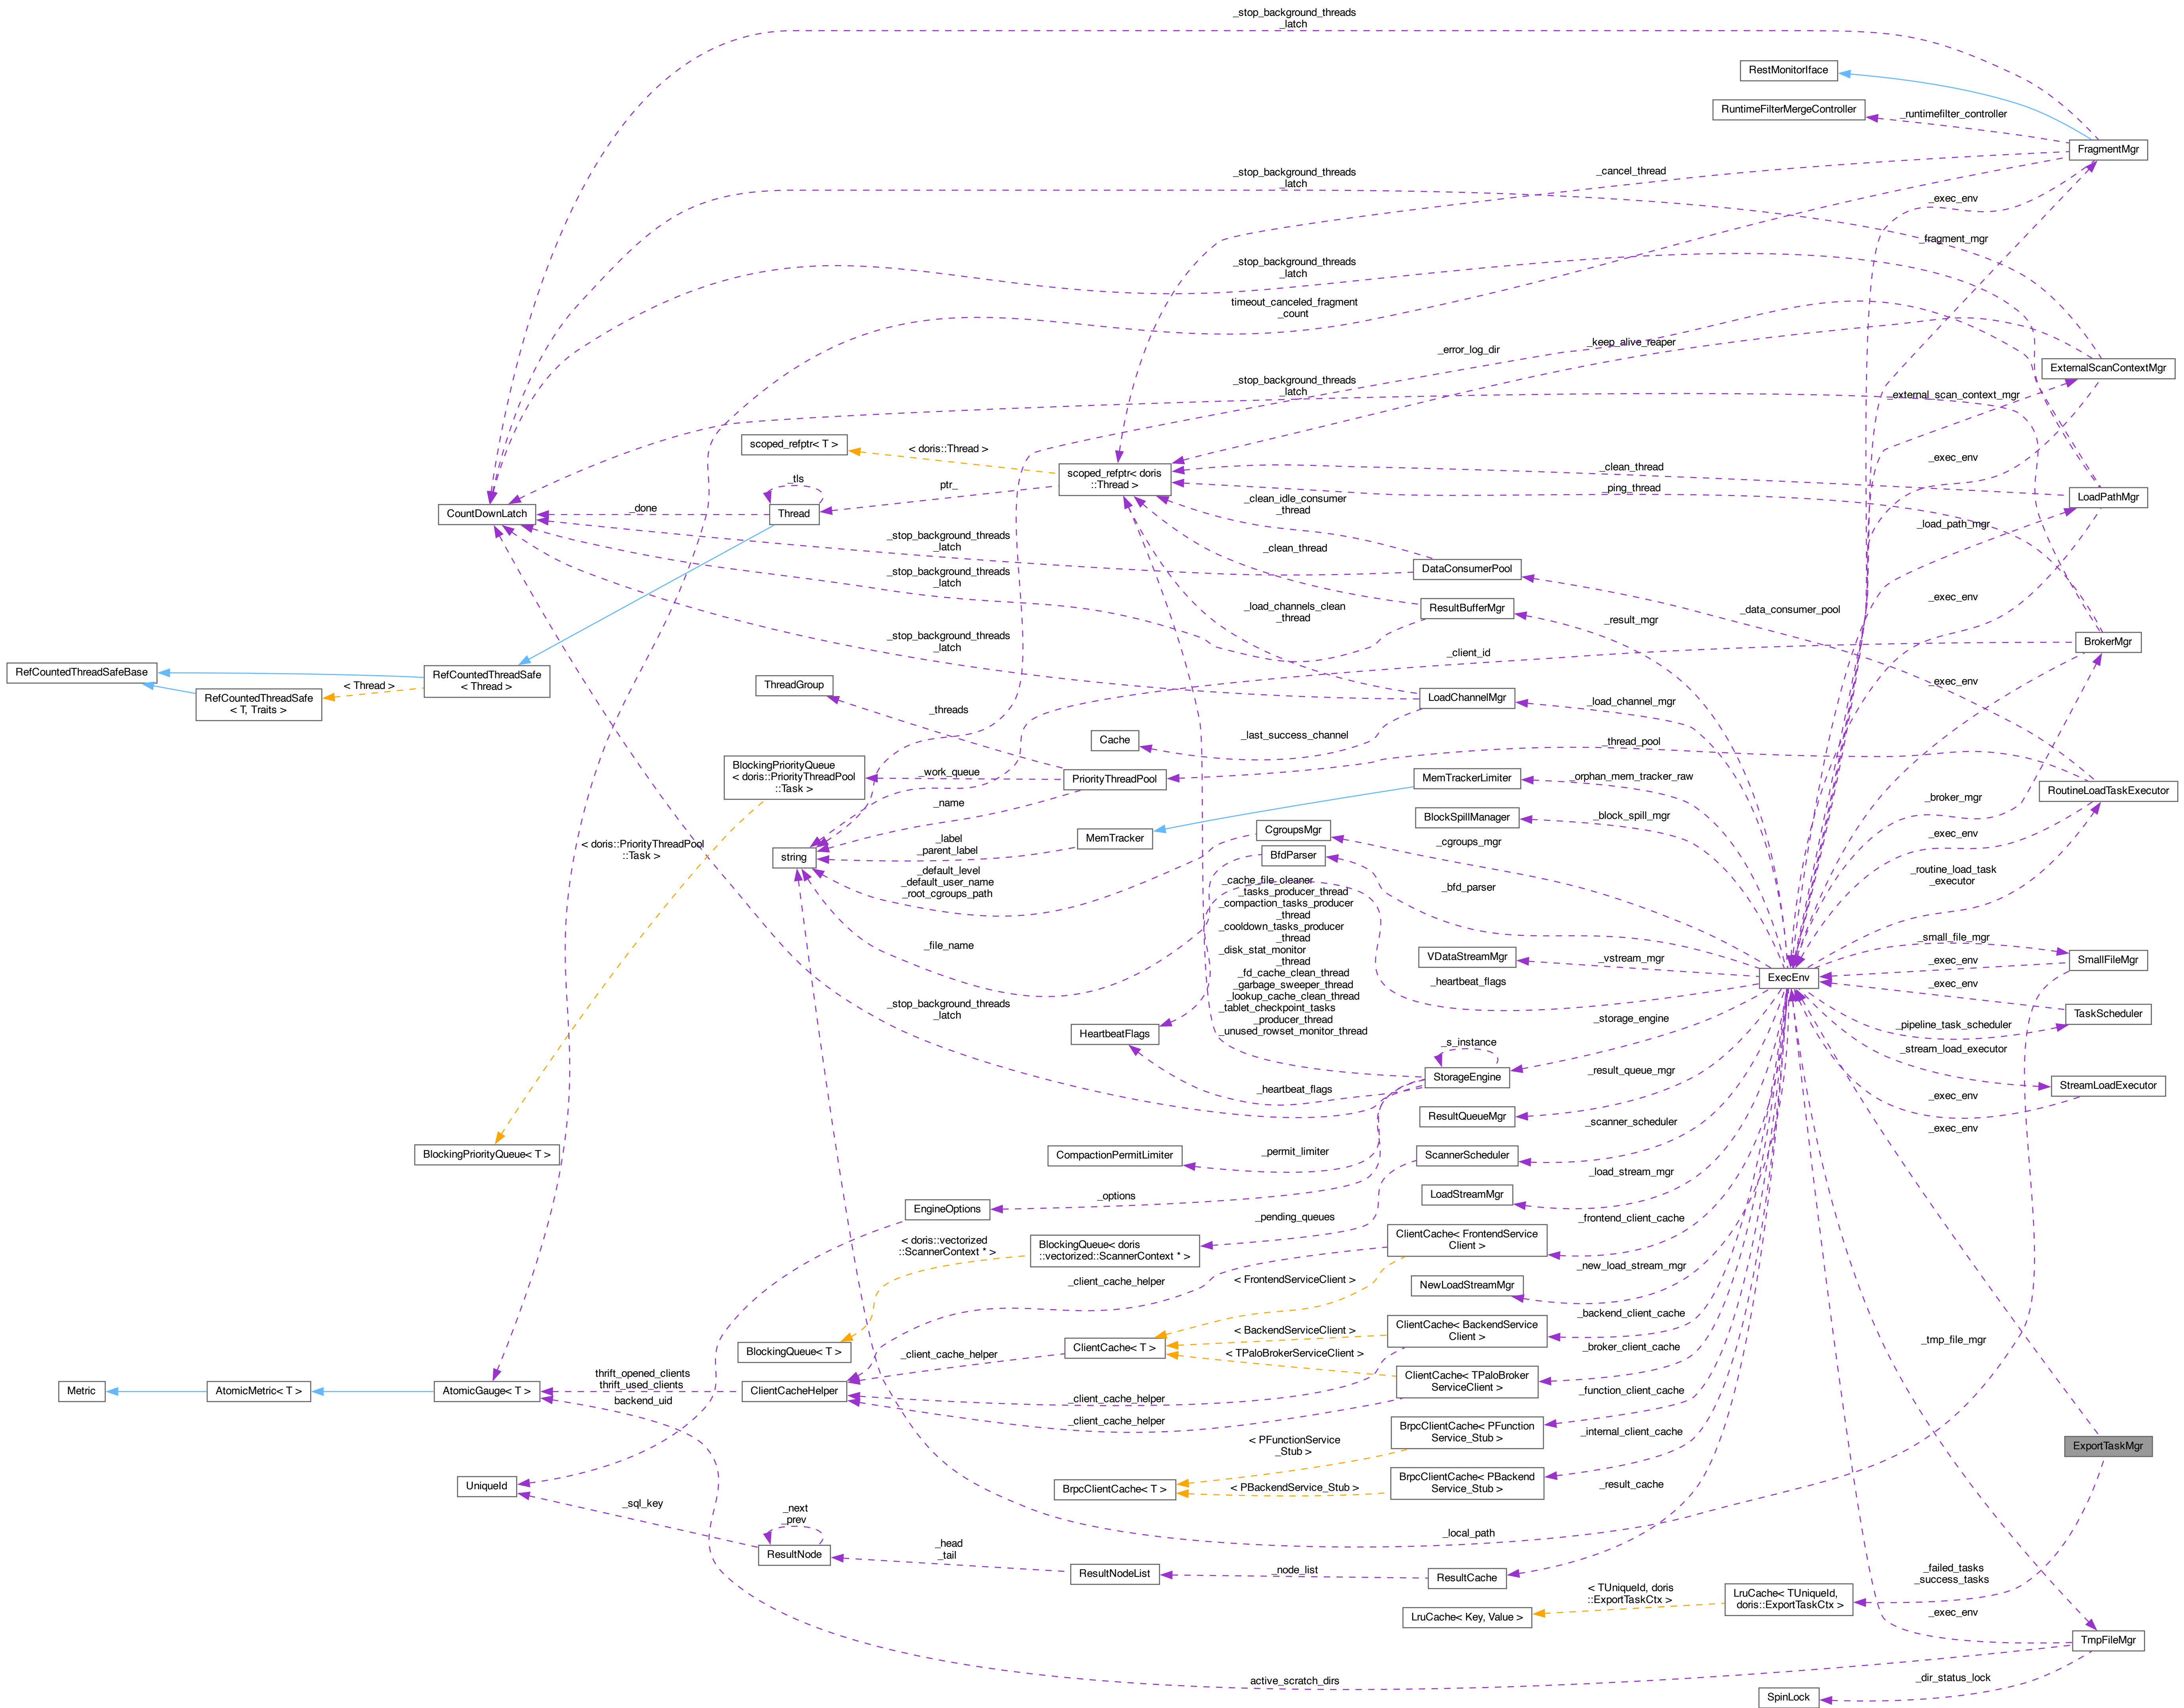 _stop_background_threads
_latch
RestMonitorIface
RuntimeFilterMergeController
_runtimefilter_controller
FragmentMgr
_stop_background_threads
_latch
_cancel_thread
_exec_env
_fragment_mgr
_stop_background_threads
_latch
timeout_canceled_fragment
_count
_error_log_dir
_keep_alive_reaper
ExternalScanContextMgr
_stop_background_threads
_latch
_external_scan_context_mgr
scoped_refptr< T >
< doris::Thread >
scoped_refptr< doris
::Thread >
_clean_thread
_exec_env
_tls
ptr_
_ping_thread
LoadPathMgr
CountDownLatch
_done
Thread
_clean_idle_consumer
_thread
_load_path_mgr
_stop_background_threads
_latch
_clean_thread
DataConsumerPool
_stop_background_threads
_latch
_load_channels_clean
_thread
ResultBufferMgr
_data_consumer_pool
_exec_env
_result_mgr
_stop_background_threads
_latch
_client_id
BrokerMgr
RefCountedThreadSafeBase
RefCountedThreadSafe
< Thread >
< Thread >
RefCountedThreadSafe
< T, Traits >
ThreadGroup
_threads
LoadChannelMgr
_load_channel_mgr
_exec_env
_last_success_channel
Cache
_thread_pool
BlockingPriorityQueue
< doris::PriorityThreadPool
::Task >
_work_queue
PriorityThreadPool
MemTrackerLimiter
_orphan_mem_tracker_raw
RoutineLoadTaskExecutor
_name
BlockSpillManager
_block_spill_mgr
_broker_mgr
< doris::PriorityThreadPool
::Task >
string
_label
_parent_label
MemTracker
CgroupsMgr
_cgroups_mgr
_exec_env
BfdParser
_default_level
_default_user_name
_root_cgroups_path
_bfd_parser
_routine_load_task
_executor
_cache_file_cleaner
_tasks_producer_thread
_compaction_tasks_producer
_thread
_cooldown_tasks_producer
_thread
_disk_stat_monitor
_thread
_fd_cache_clean_thread
_garbage_sweeper_thread
_lookup_cache_clean_thread
_tablet_checkpoint_tasks
_producer_thread
_unused_rowset_monitor_thread
_file_name
VDataStreamMgr
_vstream_mgr
_small_file_mgr
SmallFileMgr
_exec_env
ExecEnv
_heartbeat_flags
_exec_env
_stop_background_threads
_latch
HeartbeatFlags
_storage_engine
_pipeline_task_scheduler
TaskScheduler
_s_instance
StorageEngine
_stream_load_executor
_heartbeat_flags
_result_queue_mgr
StreamLoadExecutor
_exec_env
ResultQueueMgr
_scanner_scheduler
_exec_env
BlockingPriorityQueue< T >
CompactionPermitLimiter
_permit_limiter
ScannerScheduler
_load_stream_mgr
_options
LoadStreamMgr
EngineOptions
_pending_queues
_frontend_client_cache
< doris::vectorized
::ScannerContext * >
BlockingQueue< doris
::vectorized::ScannerContext * >
ClientCache< FrontendService
Client >
_new_load_stream_mgr
_client_cache_helper
< FrontendServiceClient >
NewLoadStreamMgr
_backend_client_cache
< BackendServiceClient >
ClientCache< BackendService
Client >
BlockingQueue< T >
ClientCache< T >
_client_cache_helper
< TPaloBrokerServiceClient >
_broker_client_cache
_tmp_file_mgr
ClientCache< TPaloBroker
ServiceClient >
Metric
AtomicMetric< T >
AtomicGauge< T >
thrift_opened_clients
thrift_used_clients
backend_uid
ClientCacheHelper
_client_cache_helper
_client_cache_helper
_function_client_cache
BrpcClientCache< PFunction
Service_Stub >
_internal_client_cache
ExportTaskMgr
< PFunctionService
_Stub >
BrpcClientCache< T >
< PBackendService_Stub >
BrpcClientCache< PBackend
Service_Stub >
_result_cache
UniqueId
_sql_key
_next
_prev
ResultNode
_local_path
_head
_tail
ResultNodeList
_node_list
ResultCache
_failed_tasks
_success_tasks
< TUniqueId, doris
::ExportTaskCtx >
LruCache< TUniqueId,
doris::ExportTaskCtx >
LruCache< Key, Value >
_exec_env
TmpFileMgr
active_scratch_dirs
_dir_status_lock
SpinLock